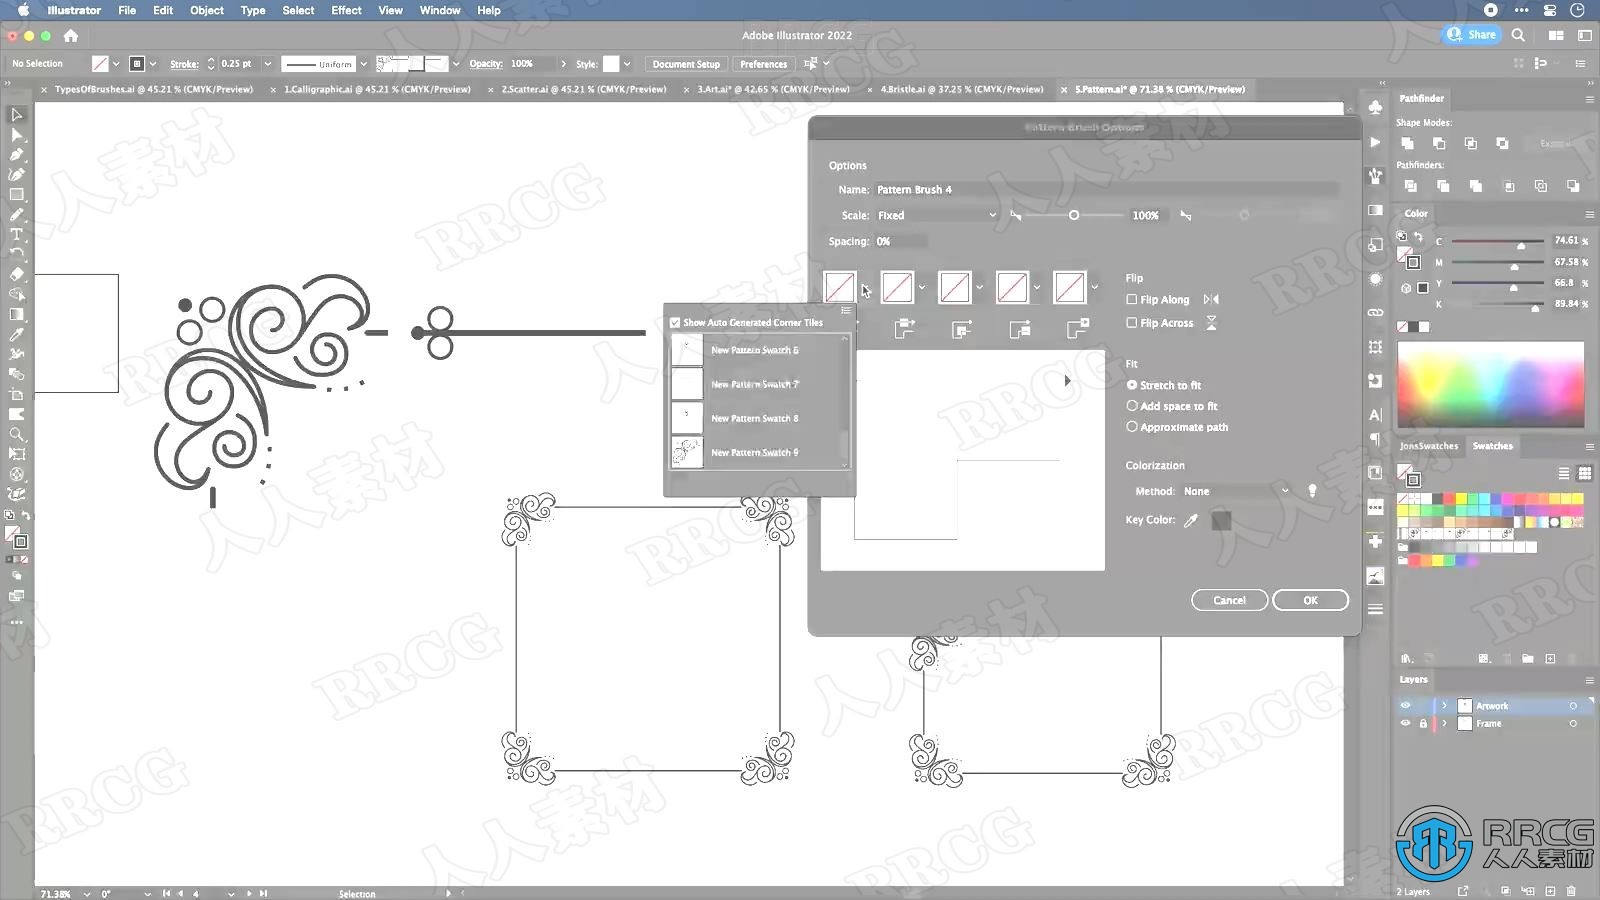 Illustrator File Edit Object Type Select Effect View Window Help
Adobe Illustrator 2022
Share
No Selection Stroke: 0.25 pt Uniform Opacity: 100% Style: Document Setup Preferences
TypesOfBrushes.ai @ 45.21 % (CMYK/Preview) 1.Calligraphic.ai @ 45.21 % (CMYK/Preview) 2.Scatter.ai @ 45.21 % (CMYK/Preview) 3.Art.ai* @ 42.65 % (CMYK/Preview) 4.Bristle.ai @ 37.25 % (CMYK/Preview) 5.Pattern.ai* @ 71.38 % (CMYK/Preview)
Pattern Brush Options
Options
Name: Pattern Brush 4
Scale: Fixed 100%
Spacing: 0%
Flip
Flip Along
Flip Across
Show Auto Generated Corner Tiles
New Pattern Swatch 6
New Pattern Swatch 7
New Pattern Swatch 8
New Pattern Swatch 9
Fit
Stretch to fit
Add space to fit
Approximate path
Colorization
Method: None
Key Color:
Cancel OK
Pathfinder
Shape Modes:
Pathfinders:
Color
C 74.61 %
M 67.58 %
Y 66.8 %
K 89.84 %
JonsSwatches Swatches
Layers
Artwork
Frame
2 Layers
71.38% 0° 4 Selection
RRCG
人人素材